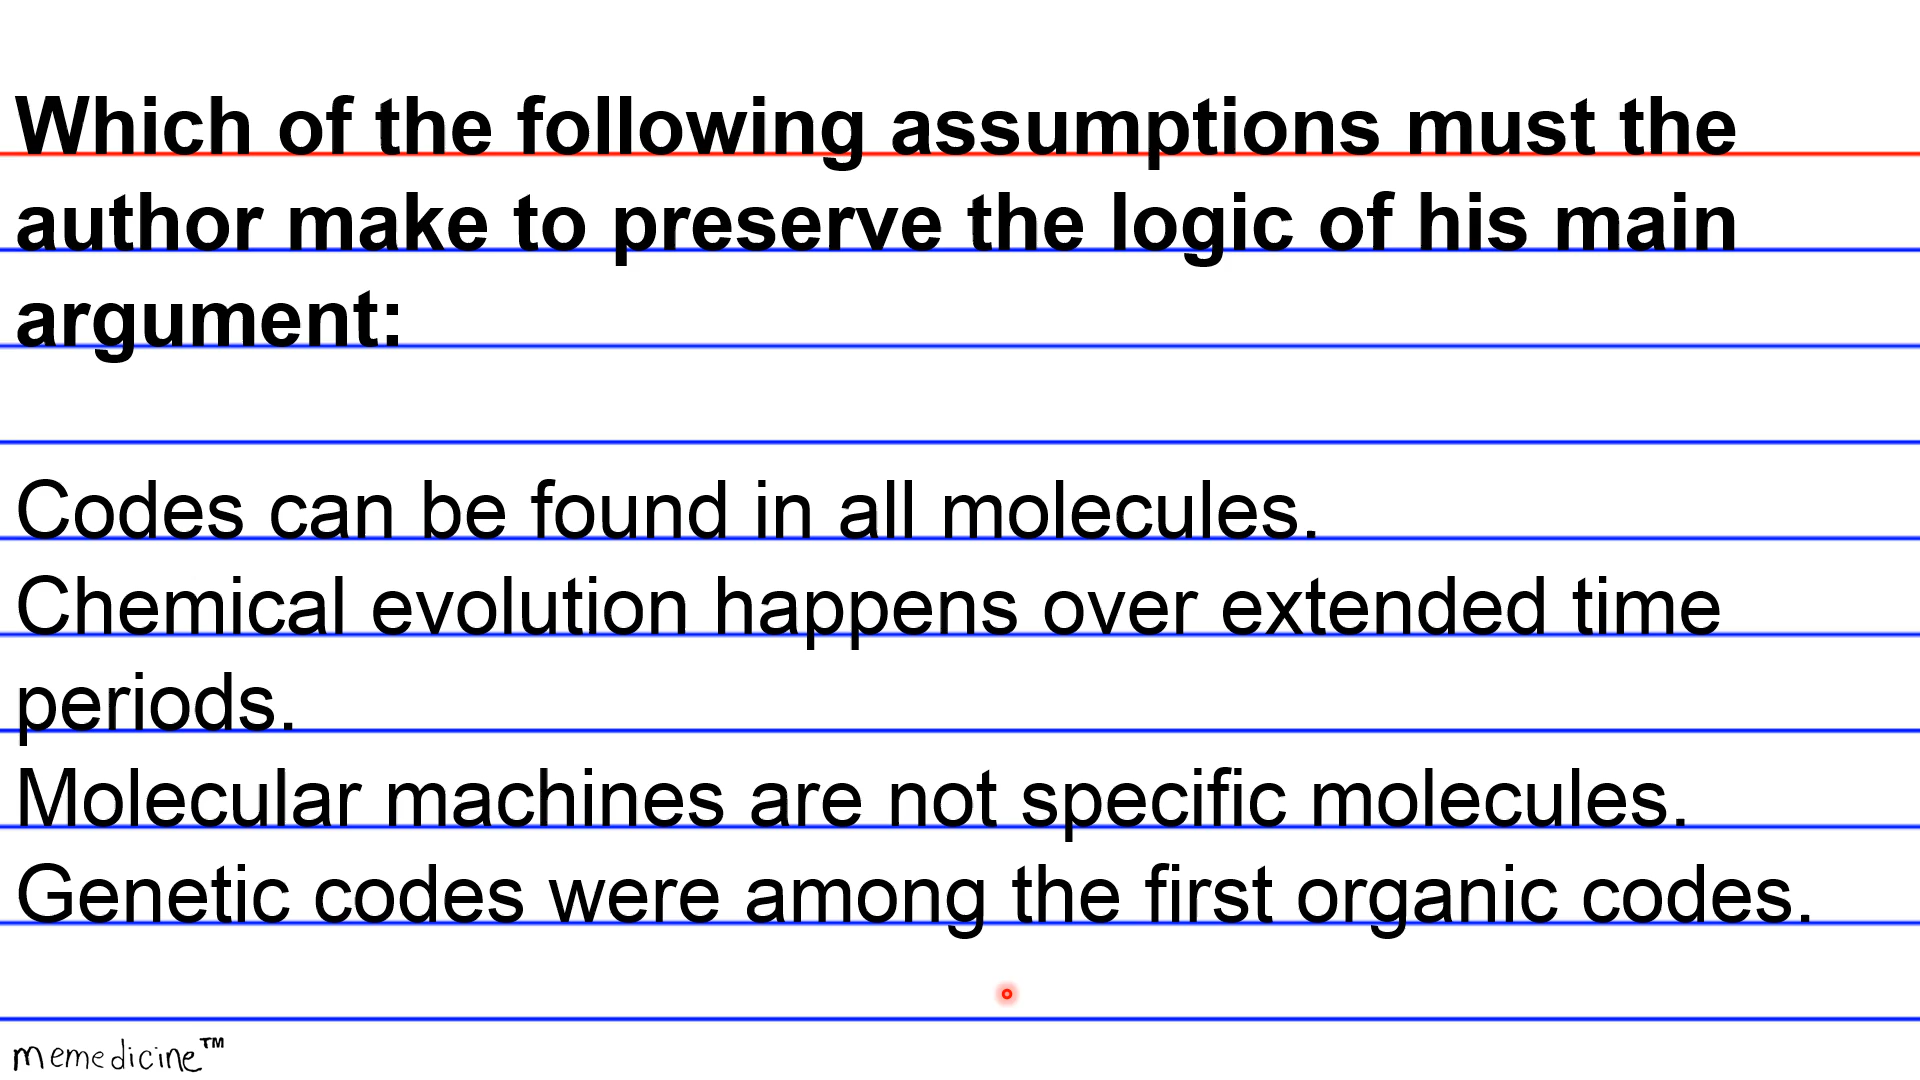 Which of the following assumptions must the
author make to preserve the logic of his main
argument:
Codes can be found in all molecules.
Chemical evolution happens over extended time
periods.
Molecular machines are not specific molecules.
Genetic codes were among the first organic codes.
memedicine™